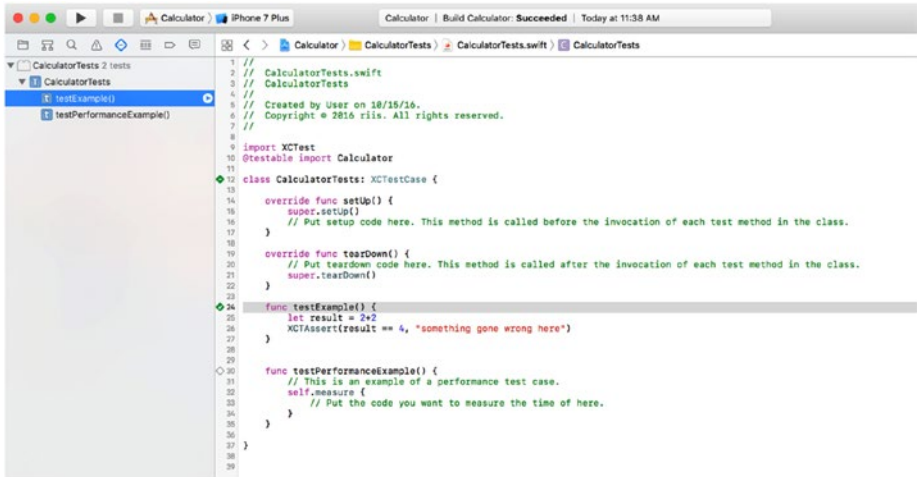 Calculator iPhone 7 Plus Calculator | Build Calculator: Succeeded | Today at 11:38 AM
Calculator CalculatorTests CalculatorTests.swift C CalculatorTests
CalculatorTests 2 tests
T CalculatorTests
t testExample()
t testPerformanceExample()
1 //
2 // CalculatorTests.swift
3 // CalculatorTests
4 //
5 // Created by User on 10/15/16.
6 // Copyright © 2016 riis. All rights reserved.
7 //
8
9 import XCTest
10 @testable import Calculator
11
12 class CalculatorTests: XCTestCase {
13
14 override func setUp() {
15 super.setUp()
16 // Put setup code here. This method is called before the invocation of each test method in the class.
17 }
18
19 override func tearDown() {
20 // Put teardown code here. This method is called after the invocation of each test method in the class.
21 super.tearDown()
22 }
23
24 func testExample() {
25 let result = 2+2
26 XCTAssert(result == 4, "something gone wrong here")
27 }
28
29
30 func testPerformanceExample() {
31 // This is an example of a performance test case.
32 self.measure {
33 // Put the code you want to measure the time of here.
34 }
35 }
36
37 }
38
39